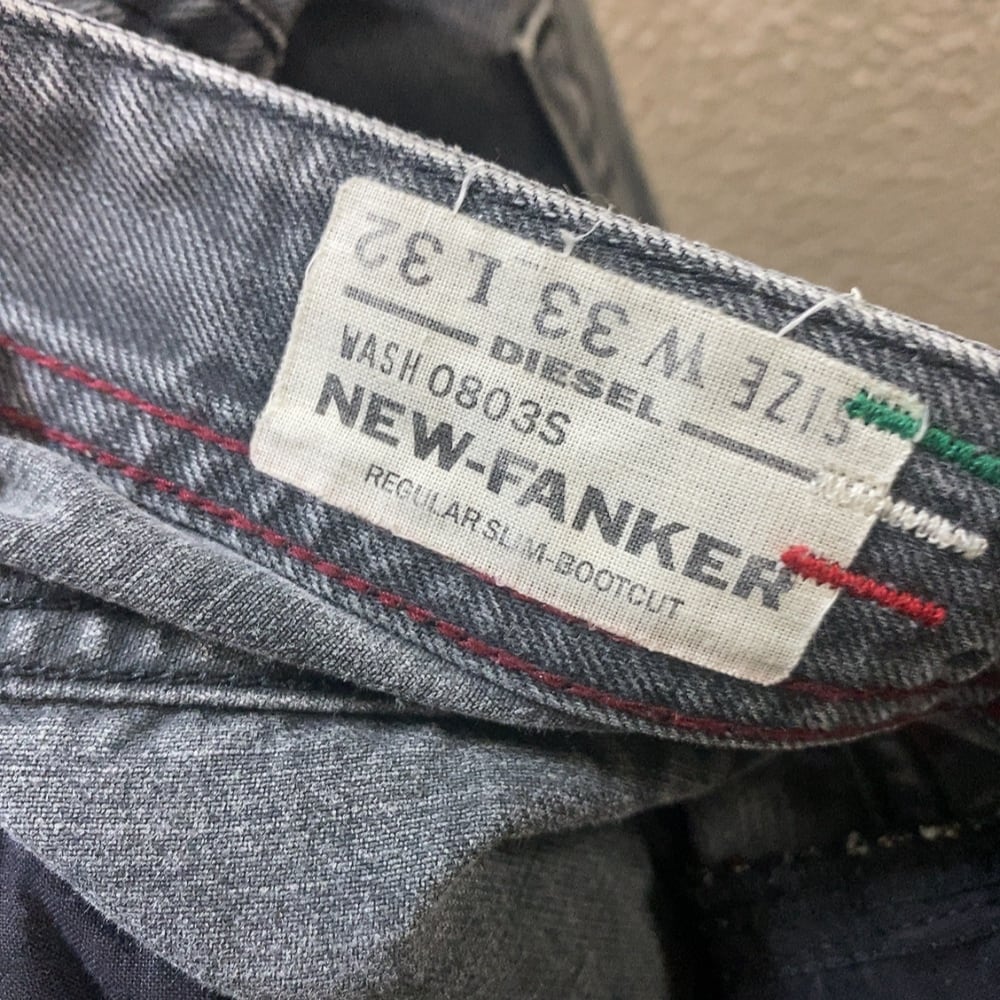 SIZE W 33 L 32
DIESEL
WASH 0803S
NEW-FANKER
REGULAR SLIM-BOOTCUT